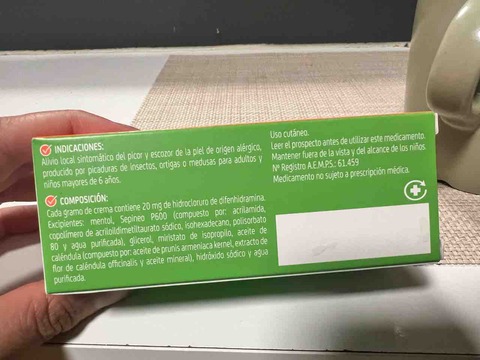 INDICACIONES:
Alivio local sintomático del picor y escozor de la piel de origen alérgico,
producido por picaduras de insectos, ortigas o medusas para adultos y
niños mayores de 6 años.
COMPOSICIÓN:
Cada gramo de crema contiene 20 mg de hidrocloruro de difenhidramina.
Excipientes: mentol, Sepineo P600 (compuesto por: acrilamida,
copolímero de acriloildimetiltaurato sódico, isohexadecano, polisorbato
80 y agua purificada), glicerol, miristato de isopropilo, aceite de
caléndula (compuesto por: aceite de prunis armeniaca kernel, extracto de
flor de caléndula officinalis y aceite mineral), hidróxido sódico y agua
purificada.
Uso cutáneo.
Leer el prospecto antes de utilizar este medicamento.
Mantener fuera de la vista y del alcance de los niños.
Nº Registro A.E.M.P.S.: 61.459
Medicamento no sujeto a prescripción médica.